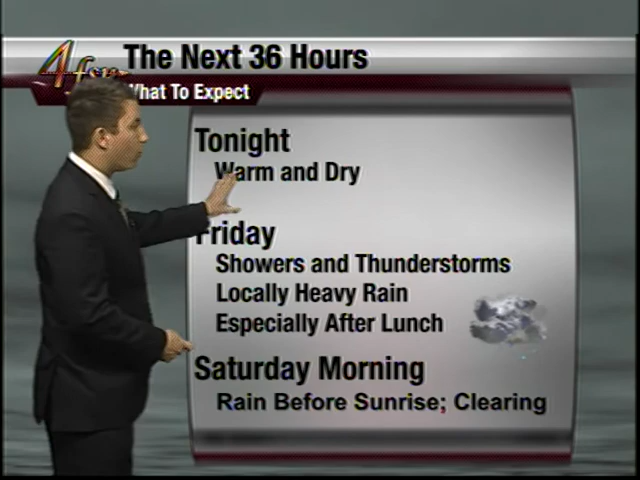 The Next 36 Hours
What To Expect
Tonight
Warm and Dry
Friday
Showers and Thunderstorms
Locally Heavy Rain
Especially After Lunch
Saturday Morning
Rain Before Sunrise; Clearing